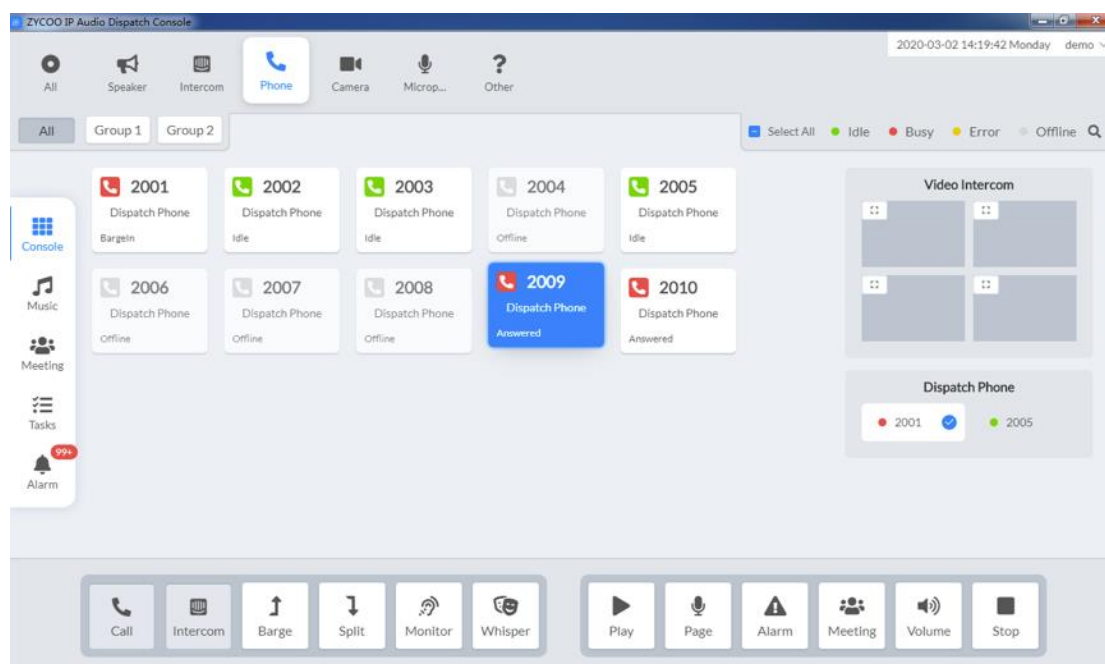 ZYCOO IP Audio Dispatch Console
2020-03-02 14:19:42 Monday demo
All Speaker Intercom Phone Camera Microp... Other
All Group 1 Group 2 Select All Idle Busy Error Offline
2001 2002 2003 2004 2005
Dispatch Phone Dispatch Phone Dispatch Phone Dispatch Phone Dispatch Phone
BargeIn Idle Idle Offline Idle
2006 2007 2008 2009 2010
Dispatch Phone Dispatch Phone Dispatch Phone Dispatch Phone Dispatch Phone
Offline Offline Offline Answered Answered
Console
Music
Meeting
Tasks
99+
Alarm
Video Intercom
Dispatch Phone
2001 2005
Call Intercom Barge Split Monitor Whisper Play Page Alarm Meeting Volume Stop